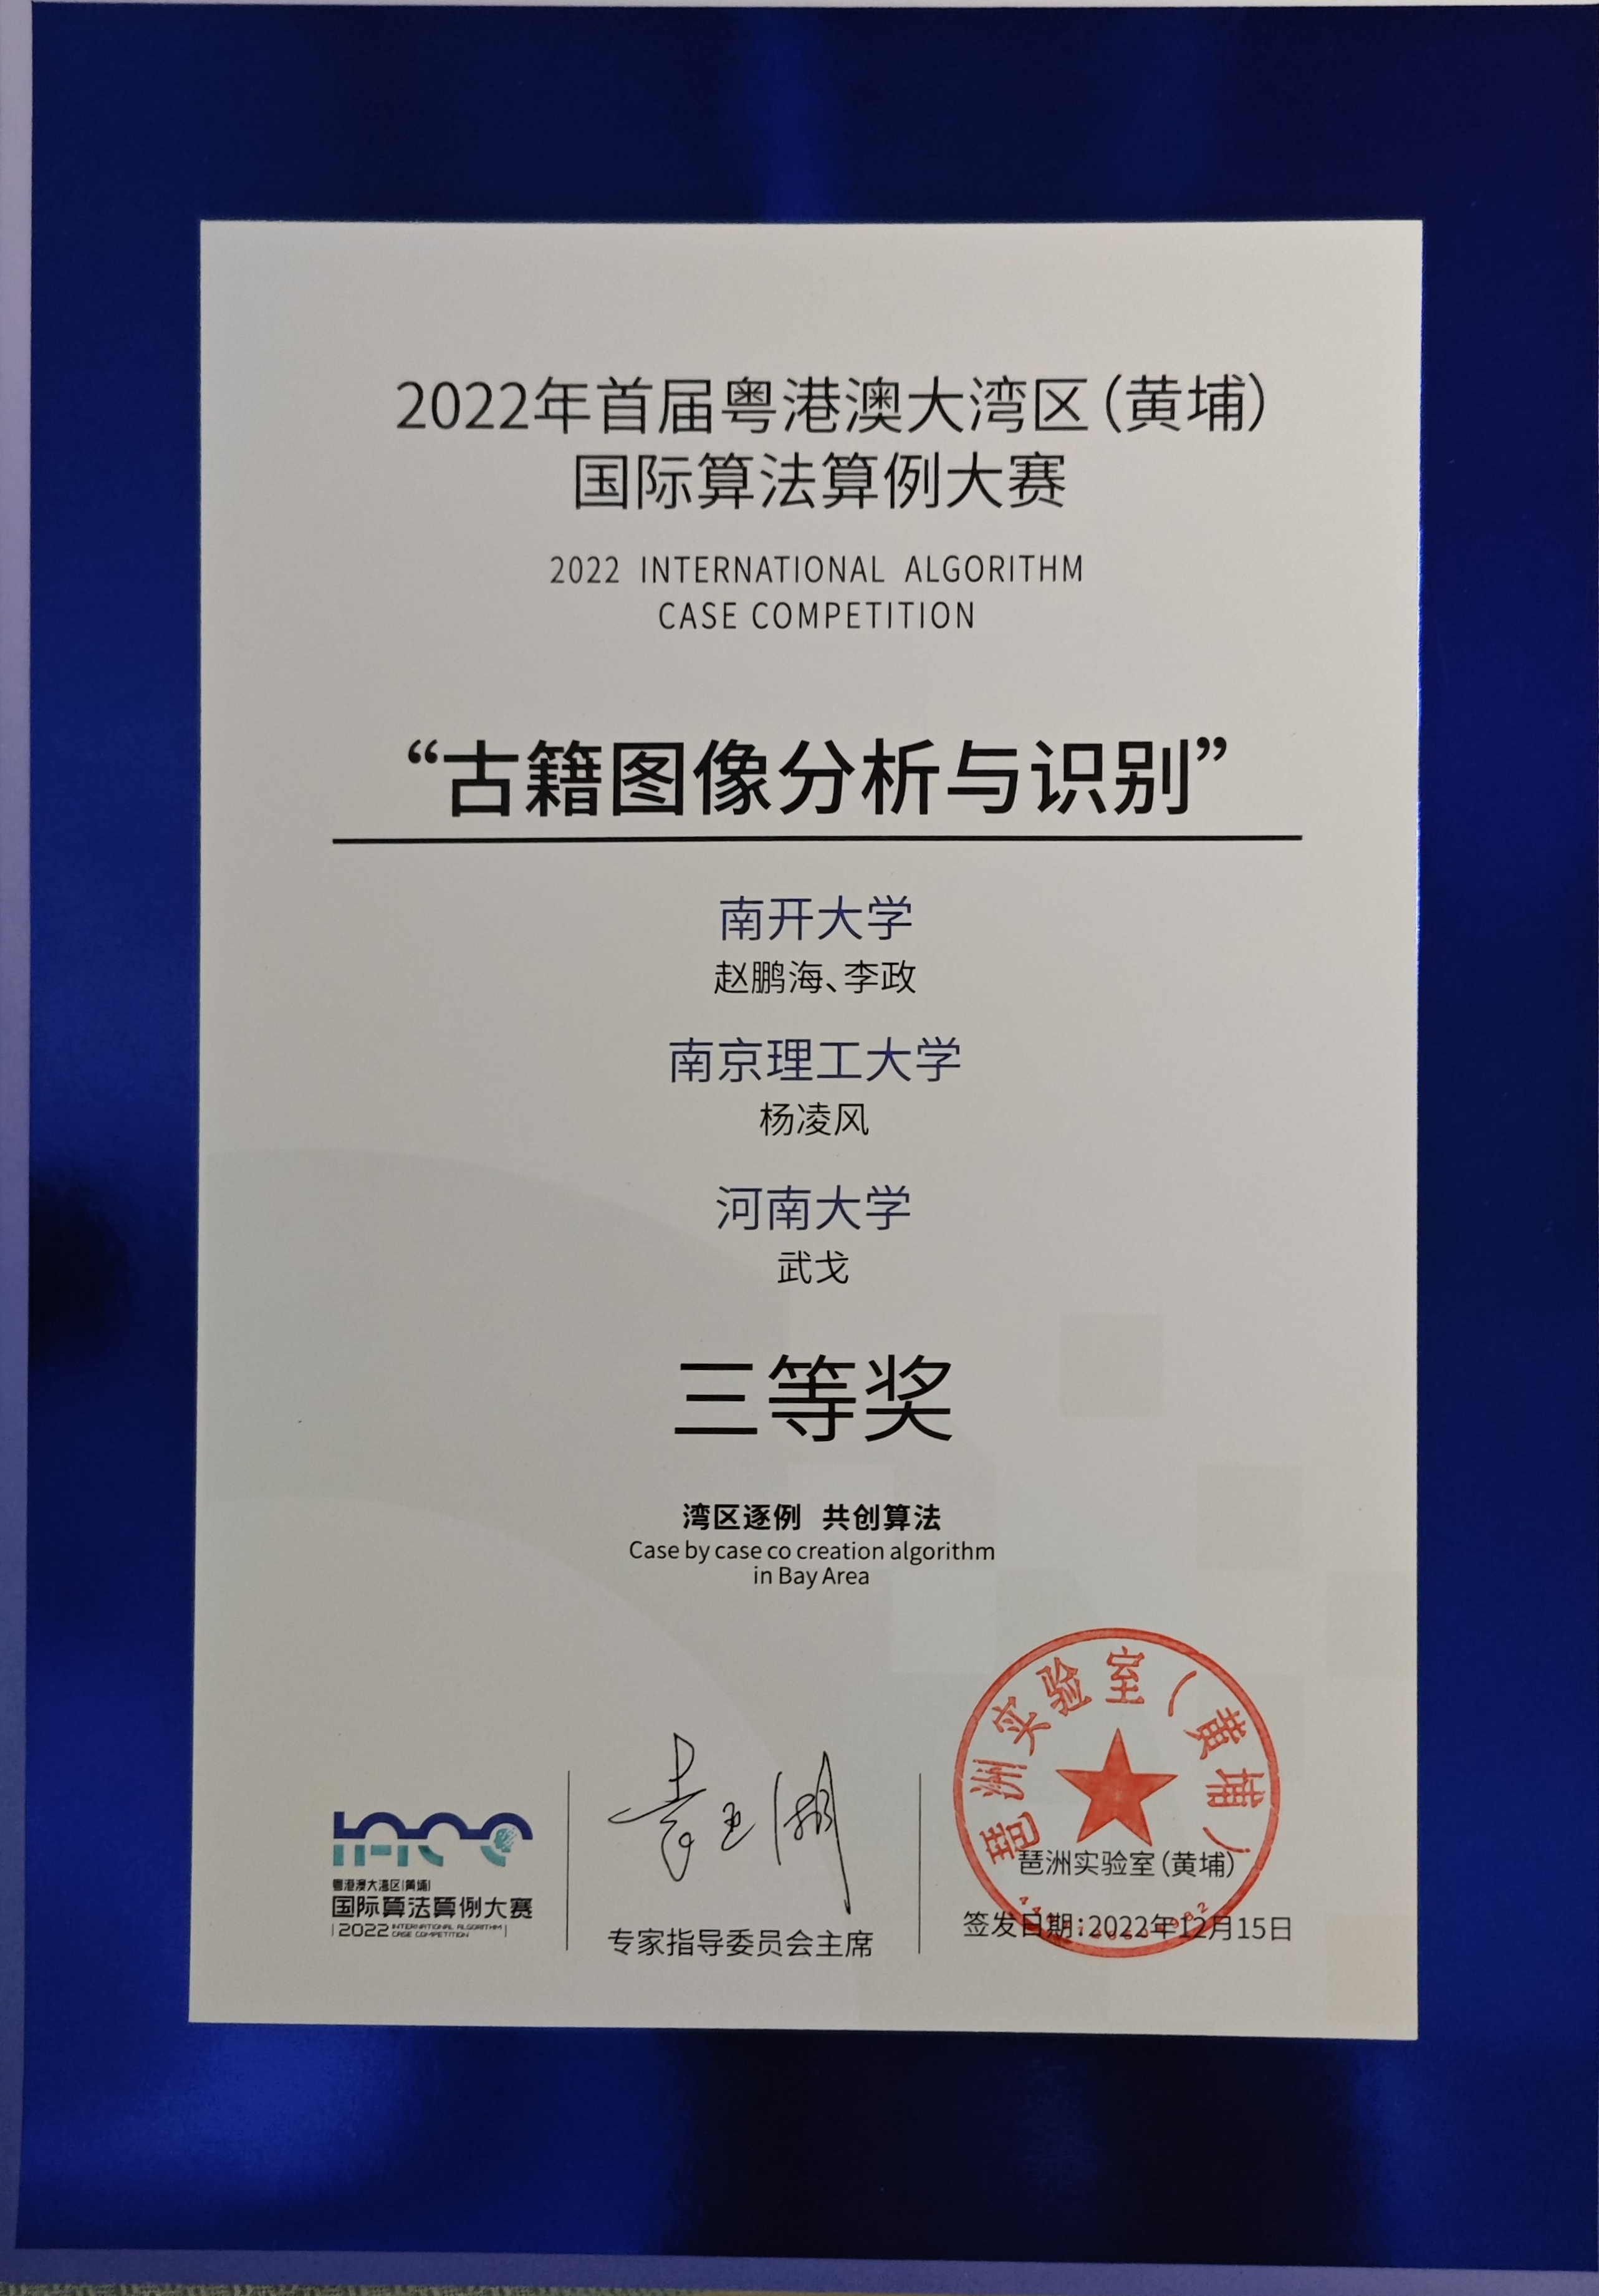 2022年首届粤港澳大湾区(黄埔)
国际算法算例大赛
2022 INTERNATIONAL ALGORITHM
CASE COMPETITION
“古籍图像分析与识别”
南开大学
赵鹏海、李政
南京理工大学
杨凌风
河南大学
武戈
三等奖
湾区逐例 共创算法
Case by case co creation algorithm
in Bay Area
粤港澳大湾区(黄埔)
国际算法算例大赛
2022 INTERNATIONAL ALGORITHM
CASE COMPETITION
专家指导委员会主席
琶洲实验室(黄埔)
琶洲实验室(黄埔)
签发日期:2022年12月15日